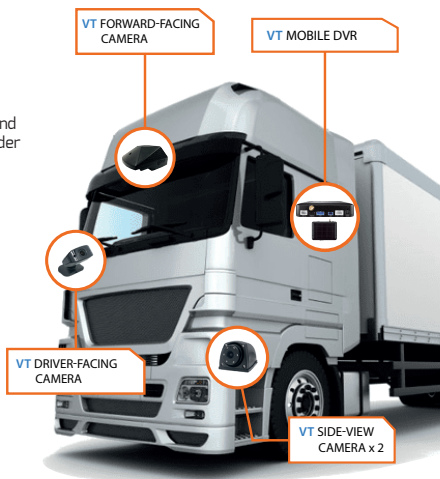 VT FORWARD-FACING
CAMERA
VT MOBILE DVR
nd
der
VT DRIVER-FACING
CAMERA
VT SIDE-VIEW
CAMERA x 2